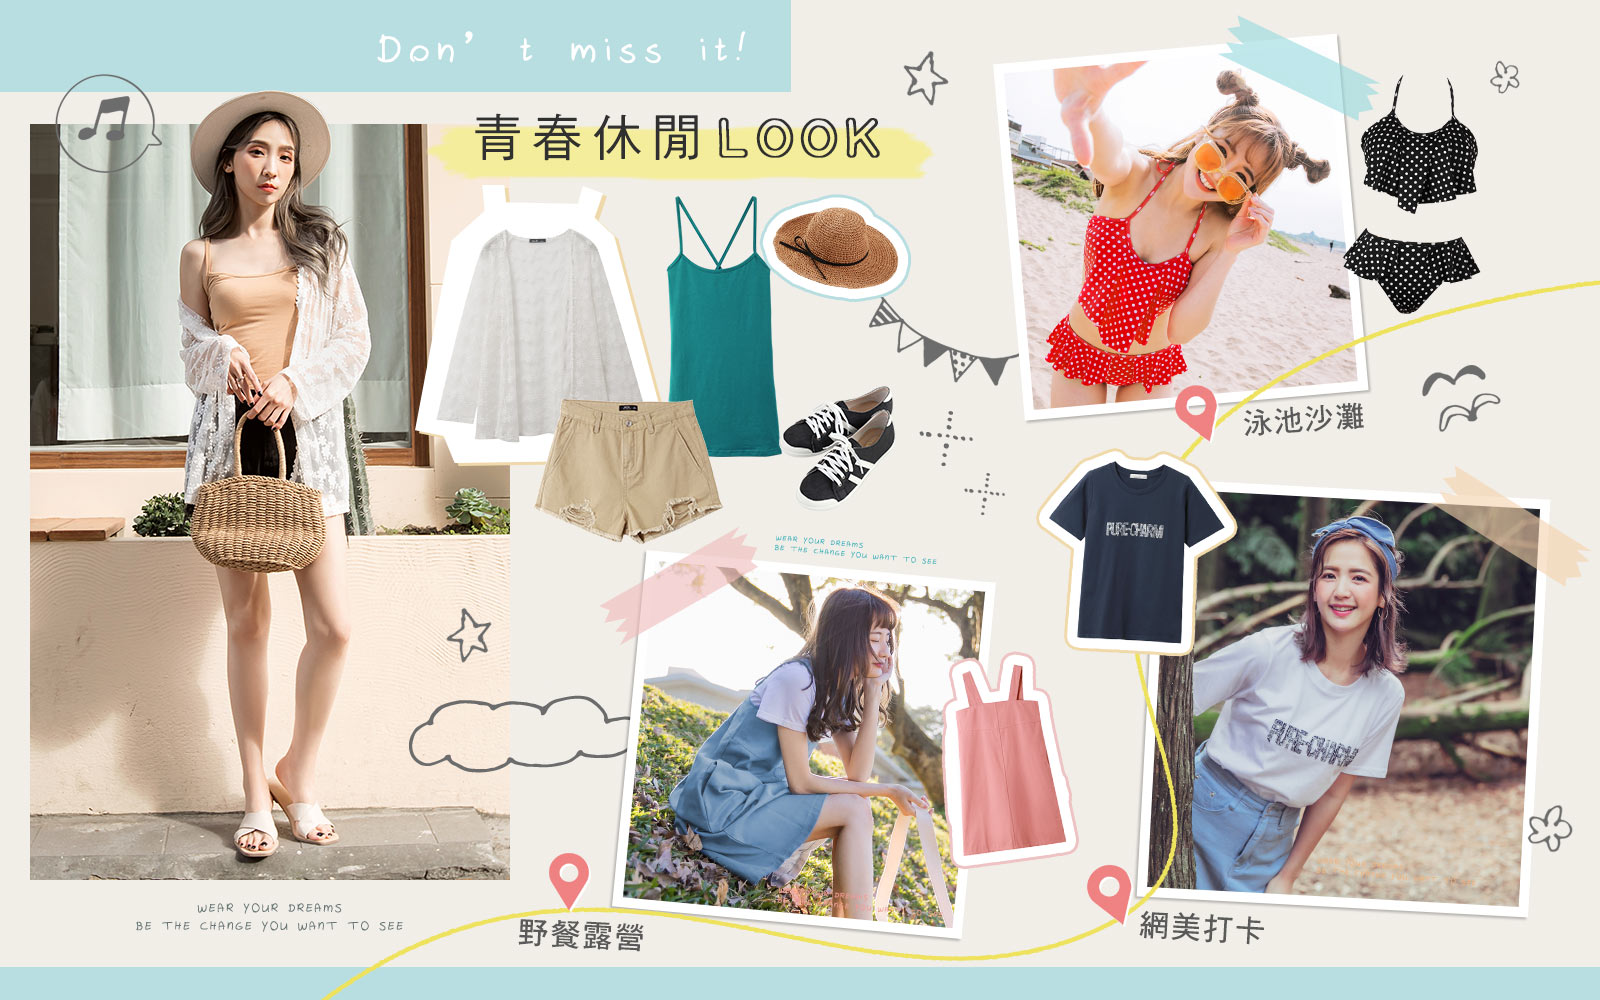 Don't miss it!
青春休閒LOOK
WEAR YOUR DREAMS
BE THE CHANGE YOU WANT TO SEE
泳池沙灘
PURE-CHARM
PURE-CHARM
野餐露營
網美打卡
WEAR YOUR DREAMS
BE THE CHANGE YOU WANT TO SEE